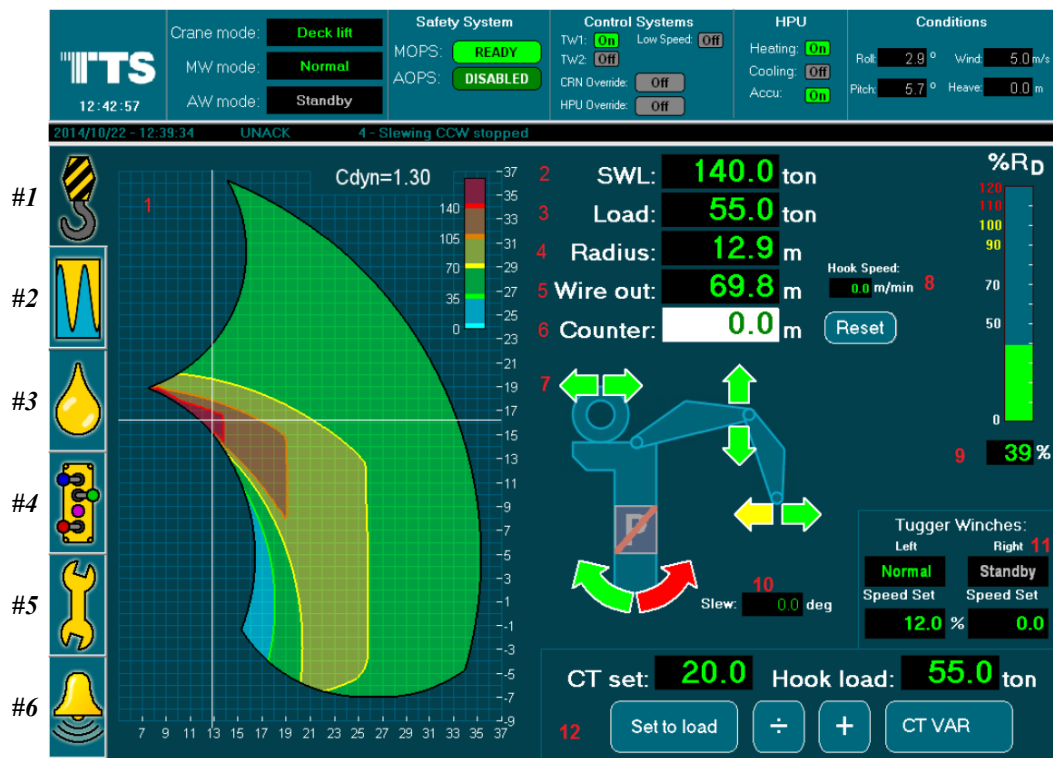 TTS
12:42:57
Crane mode: Deck lift
MW mode: Normal
AW mode: Standby
Safety System
MOPS: READY
AOPS: DISABLED
Control Systems
TW1: On Low Speed: Off
TW2: Off
CRN Override: Off
HPU Override: Off
HPU
Heating: On
Cooling: Off
Accu: On
Conditions
Roll: 2.9 ° Wind: 5.0 m/s
Pitch: 5.7 ° Heave: 0.0 m
2014/10/22 - 12:39:34 UNACK 4 - Slewing CCW stopped
#1
#2
#3
#4
#5
#6
1
Cdyn=1.30
140
105
70
35
0
37
35
33
31
29
27
25
23
21
19
17
15
13
11
9
7
5
3
1
-1
-3
-5
-7
-9
7 9 11 13 15 17 19 21 23 25 27 29 31 33 35 37
2 SWL: 140.0 ton
3 Load: 55.0 ton
4 Radius: 12.9 m
5 Wire out: 69.8 m
Hook Speed:
0.0 m/min 8
6 Counter: 0.0 m Reset
%RD
120
110
100
90
70
50
0
9 39 %
7
P
10
Slew: 0.0 deg
Tugger Winches:
Left Right 11
Normal Standby
Speed Set Speed Set
12.0 % 0.0
CT set: 20.0 Hook load: 55.0 ton
12 Set to load ÷ + CT VAR